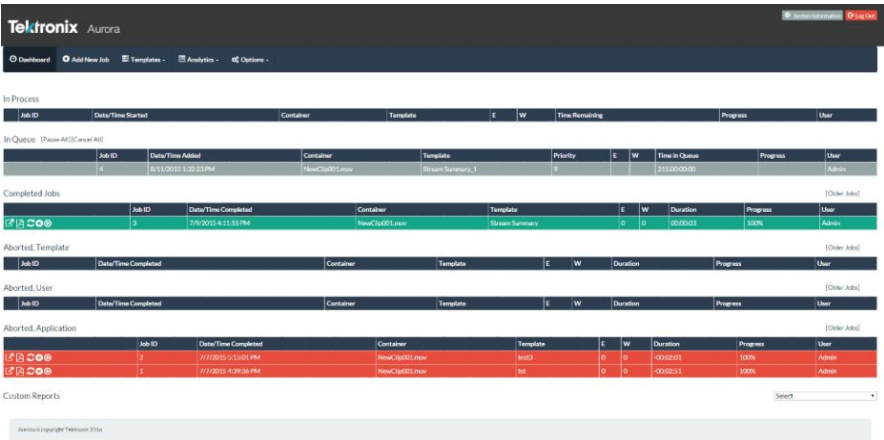 Tektronix Aurora
System Information Log Out
Dashboard Add New Job Templates Analytics Options
In Process
Job ID Date/Time Started Container Template E W Time Remaining Progress User
In Queue [Pause All][Cancel All]
Job ID Date/Time Added Container Template Priority E W Time in Queue Progress User
4 8/11/2015 1:32:33 PM NewClip001.mov Stream Summary_1 9 215.00:00:00 Admin
Completed Jobs [Older Jobs]
Job ID Date/Time Completed Container Template E W Duration Progress User
3 7/9/2015 4:11:55 PM NewClip001.mov Stream Summary 0 0 00:00:03 100% Admin
Aborted, Template [Older Jobs]
Job ID Date/Time Completed Container Template E W Duration Progress User
Aborted, User [Older Jobs]
Job ID Date/Time Completed Container Template E W Duration Progress User
Aborted, Application [Older Jobs]
Job ID Date/Time Completed Container Template E W Duration Progress User
2 7/7/2015 5:15:01 PM NewClip001.mov test3 0 0 -00:02:01 100% Admin
1 7/7/2015 4:39:36 PM NewClip001.mov tst 0 0 -00:02:51 100% Admin
Custom Reports Select
Aurora is copyright Tektronix 2016